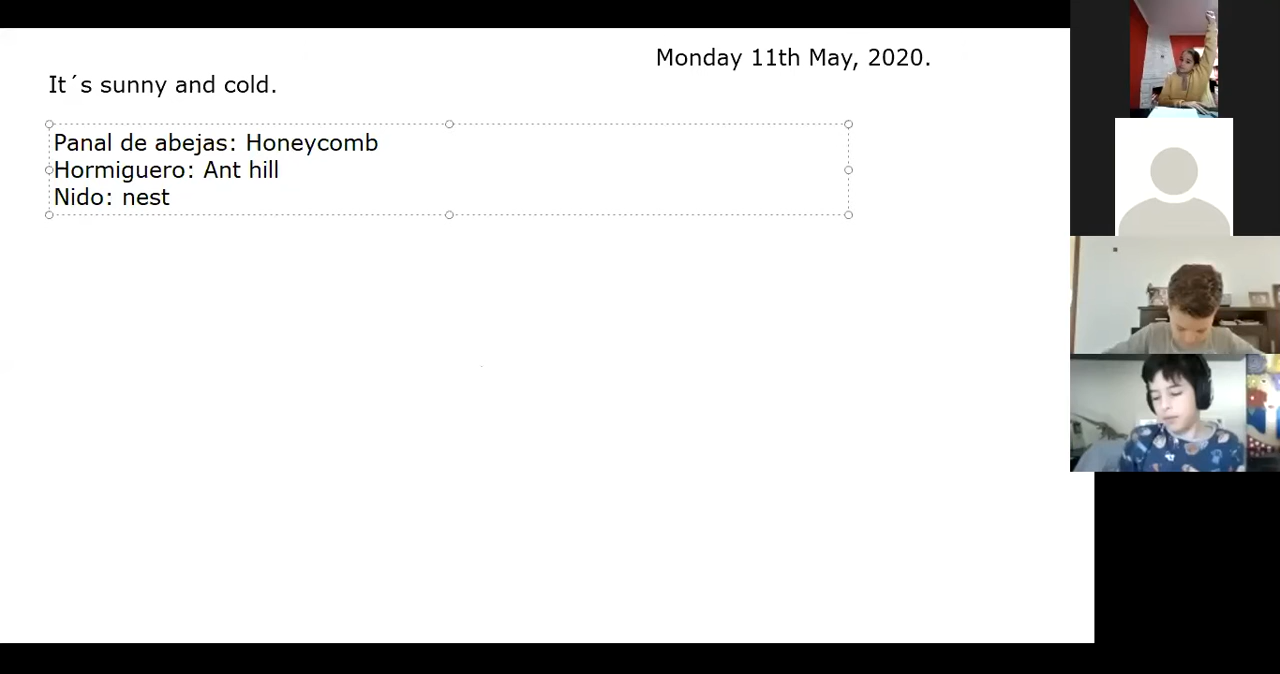 Monday 11th May, 2020.
It´s sunny and cold.
Panal de abejas: Honeycomb
Hormiguero: Ant hill
Nido: nest